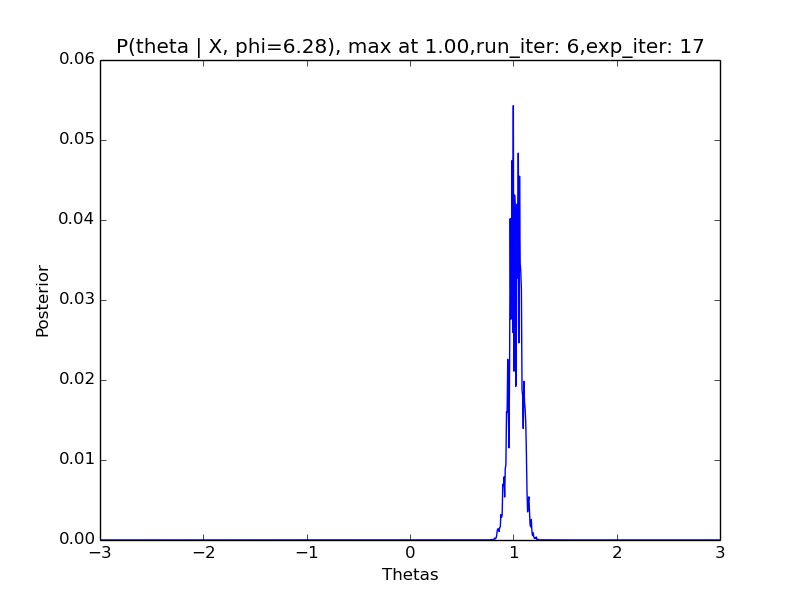 P(theta | X, phi=6.28), max at 1.00,run_iter: 6,exp_iter: 17
0.06
0.05
0.04
0.03
0.02
0.01
0.00
Posterior
−3 −2 −1 0 1 2 3
Thetas